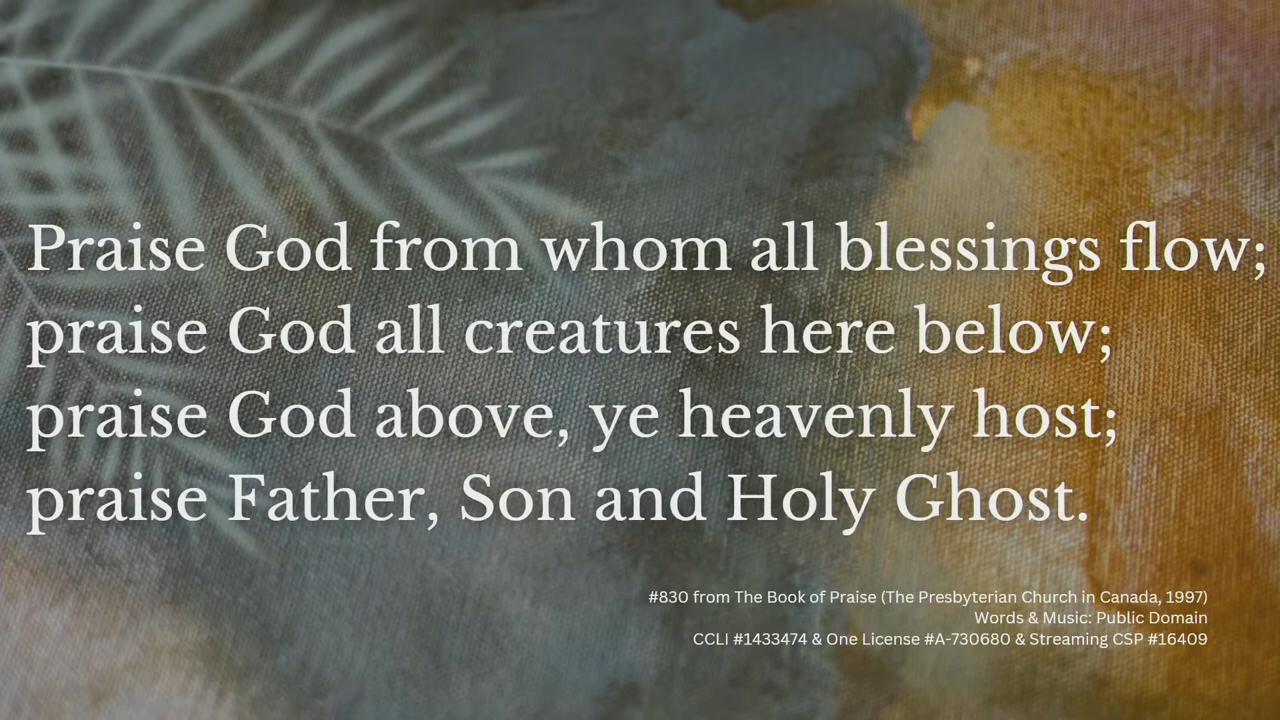 Praise God from whom all blessings flow;
praise God all creatures here below;
praise God above, ye heavenly host;
praise Father, Son and Holy Ghost.
#830 from The Book of Praise (The Presbyterian Church in Canada, 1997)
Words & Music: Public Domain
CCLI #1433474 & One License #A-730680 & Streaming CSP #16409